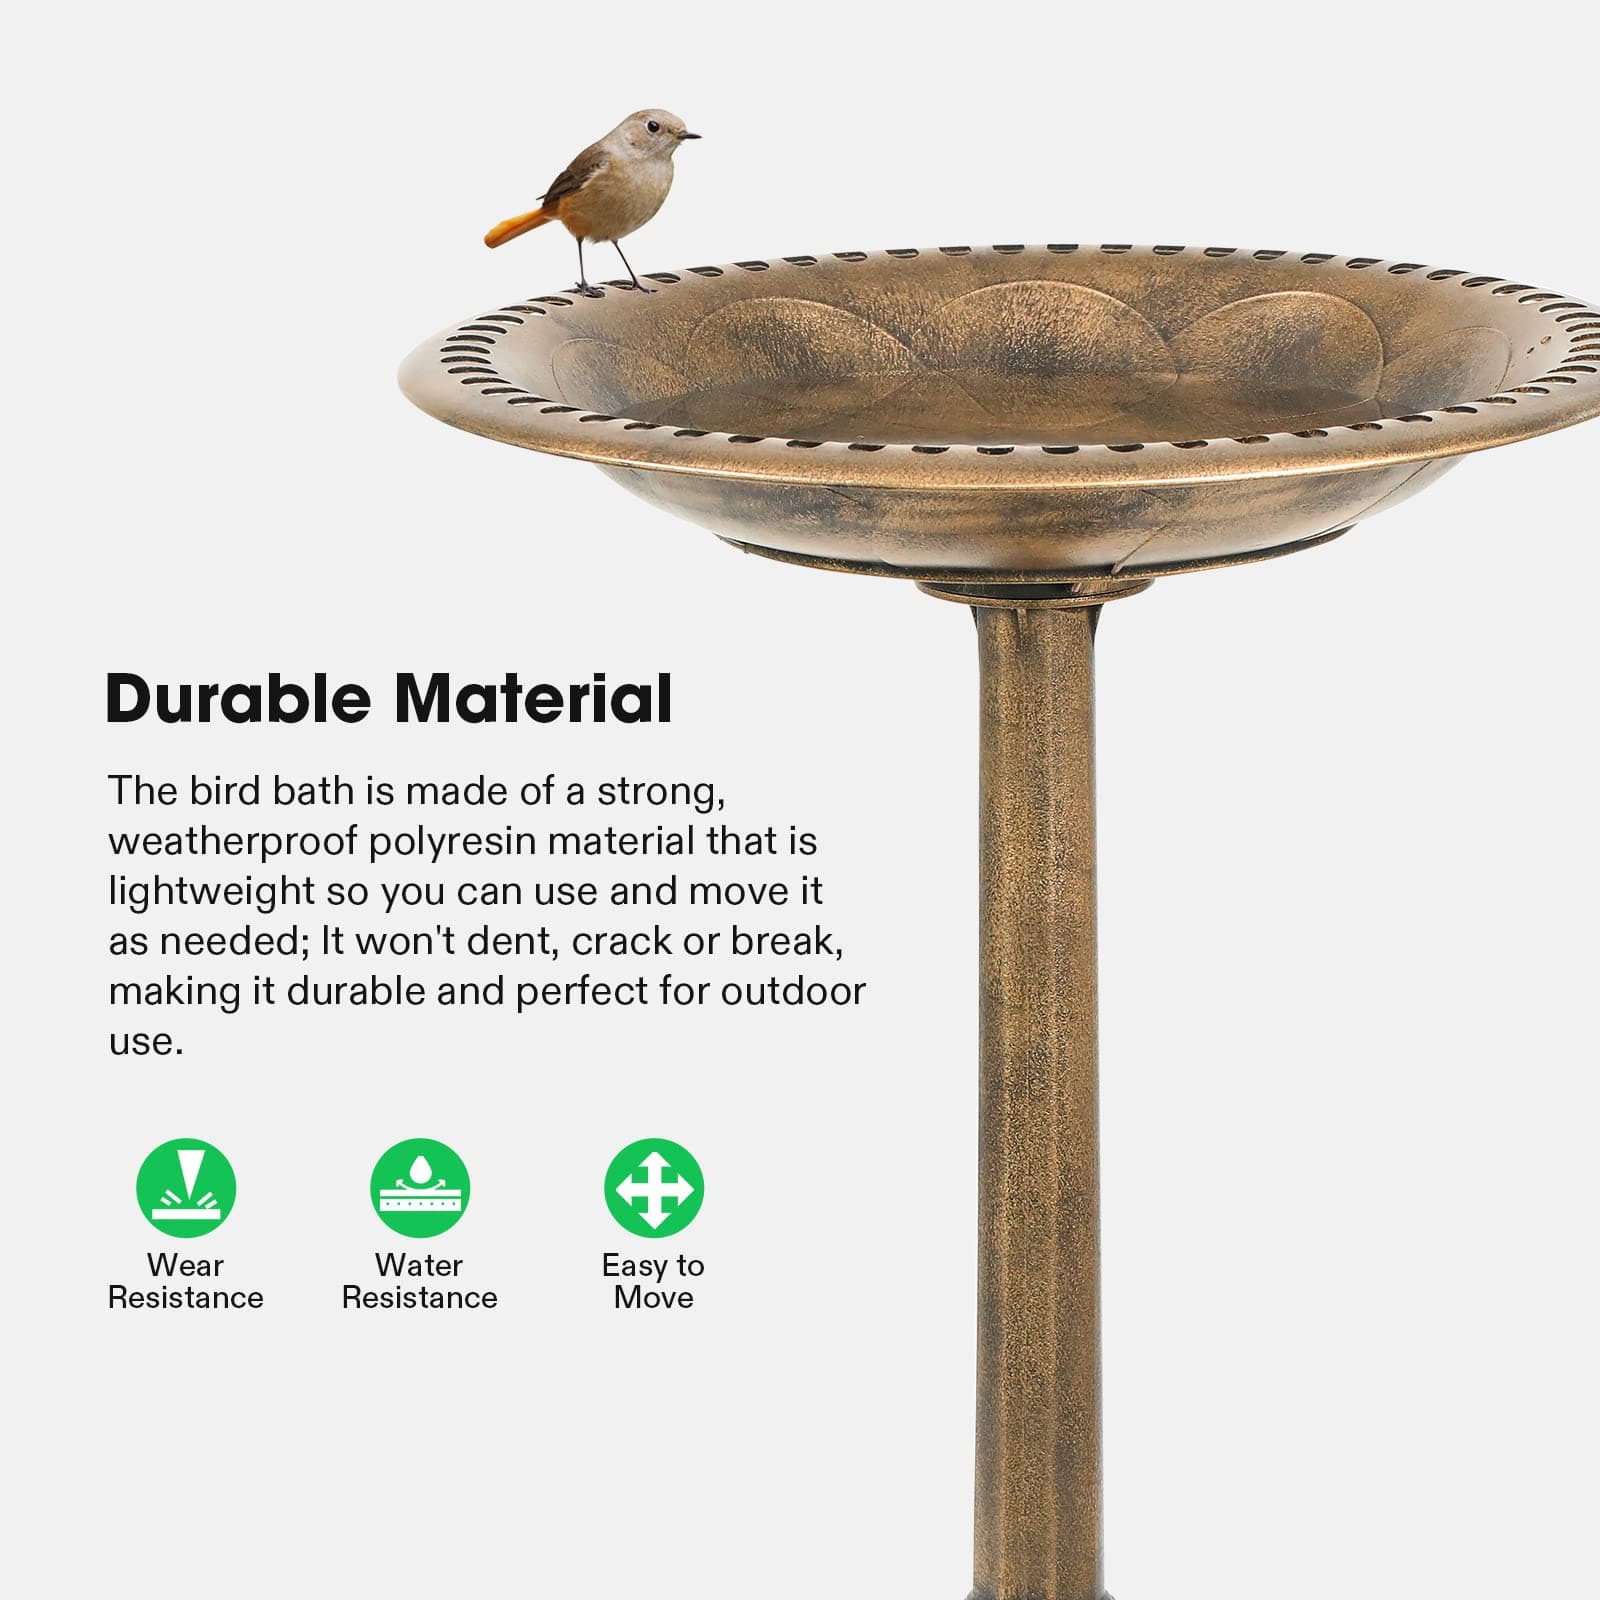 Durable Material
The bird bath is made of a strong,
weatherproof polyresin material that is
lightweight so you can use and move it
as needed; It won't dent, crack or break,
making it durable and perfect for outdoor
use.
Wear
Resistance
Water
Resistance
Easy to
Move